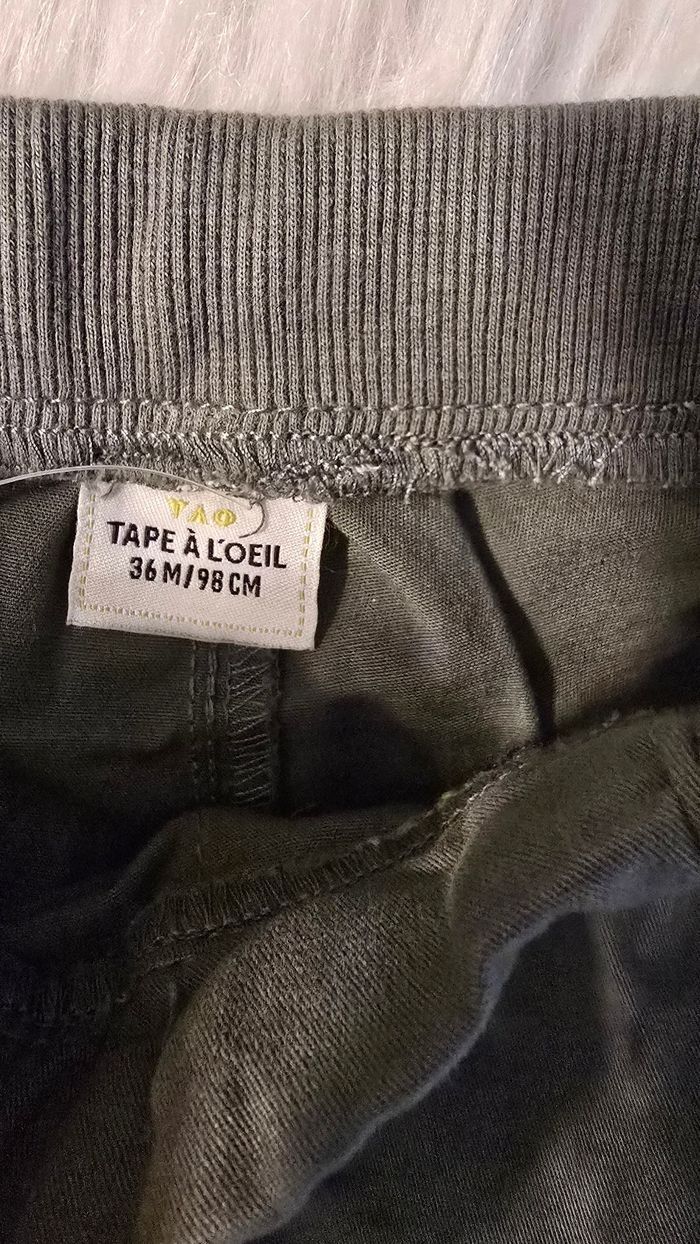 TAO
TAPE À L'OEIL
36 M/98 CM